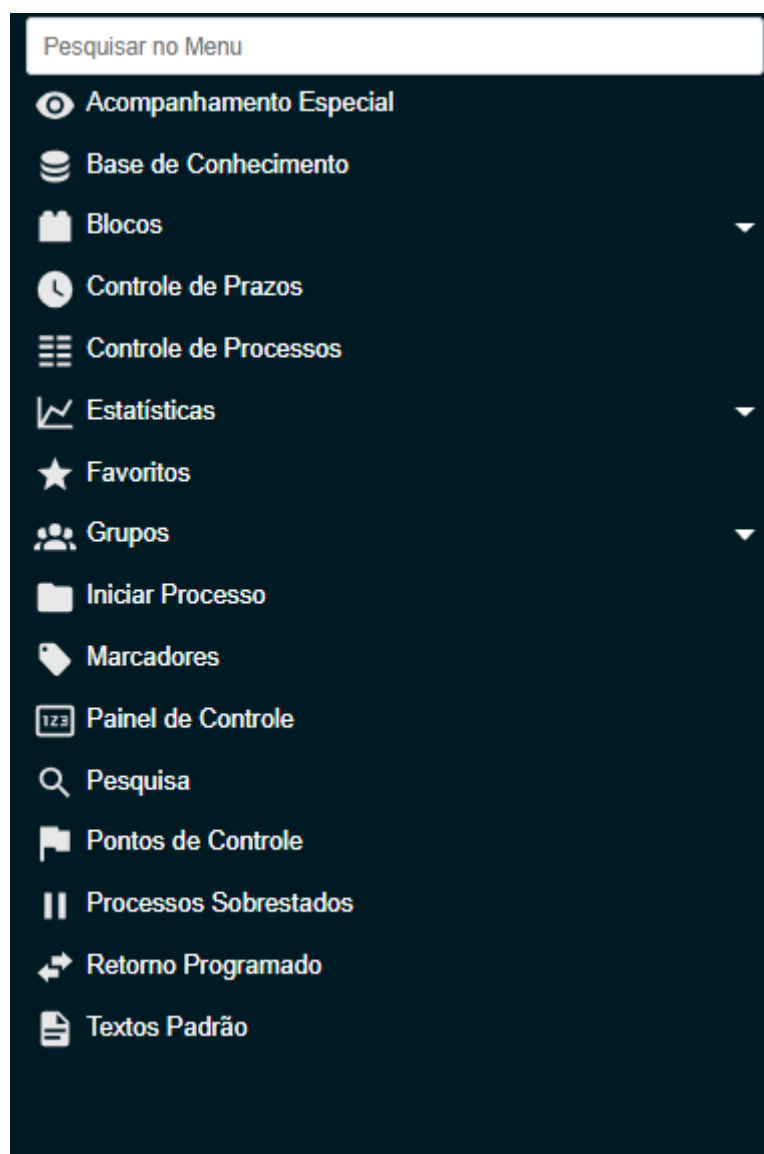 Pesquisar no Menu
Acompanhamento Especial
Base de Conhecimento
Blocos
Controle de Prazos
Controle de Processos
Estatísticas
Favoritos
Grupos
Iniciar Processo
Marcadores
123 Painel de Controle
Pesquisa
Pontos de Controle
Processos Sobrestados
Retorno Programado
Textos Padrão